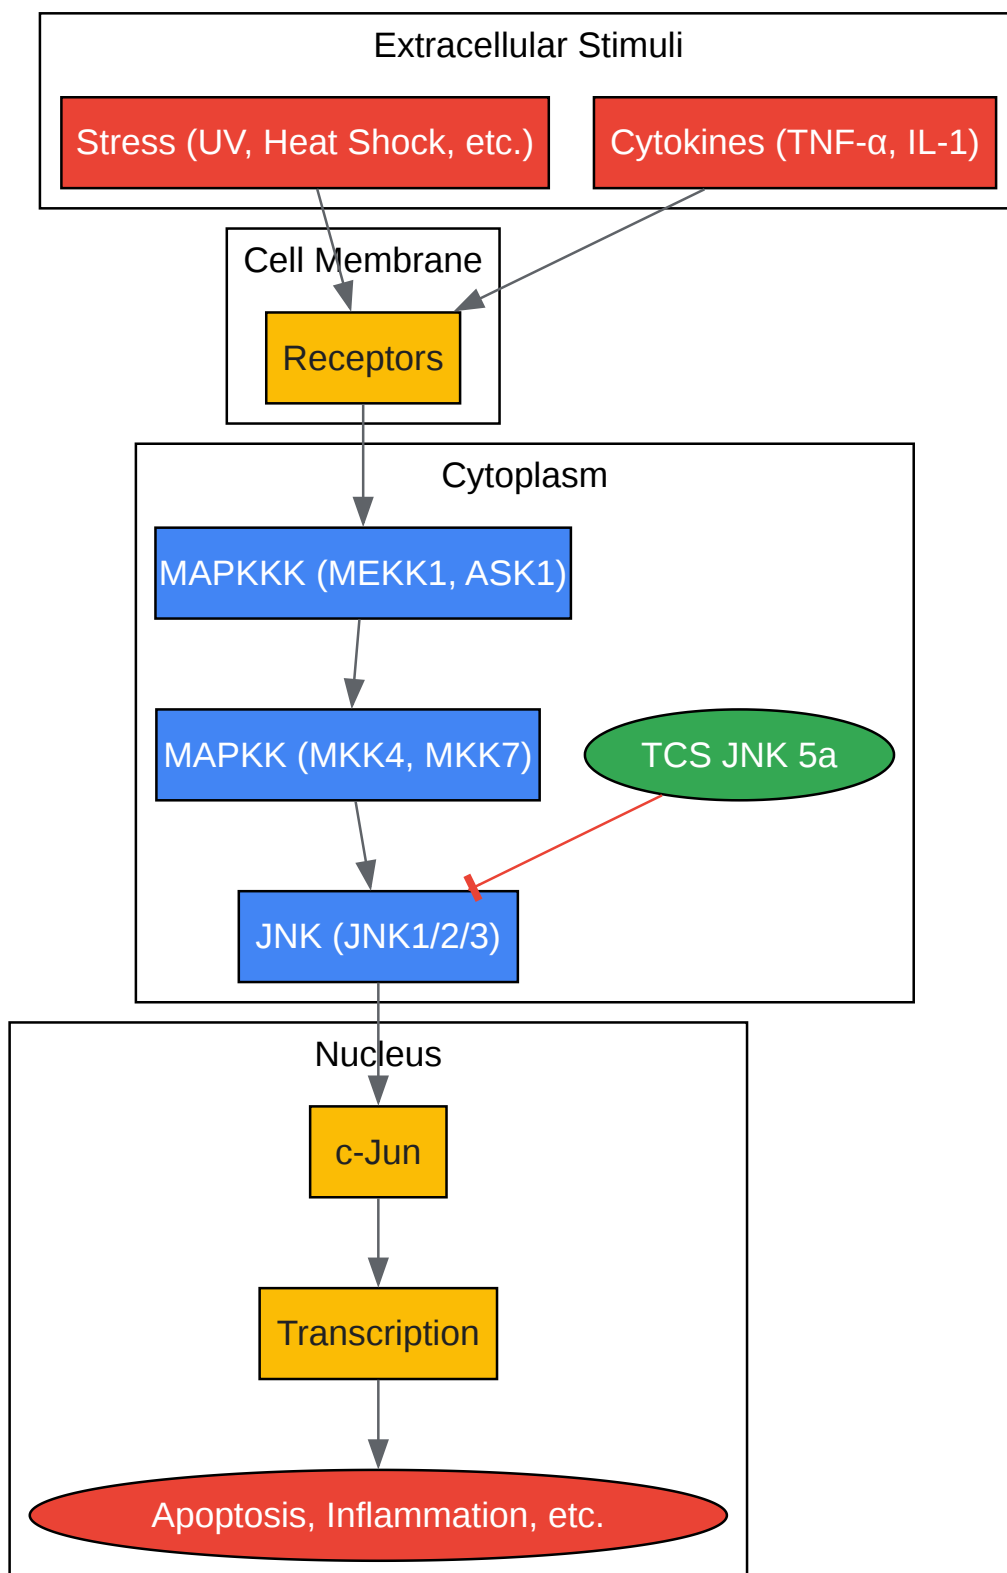 Extracellular Stimuli
Stress (UV, Heat Shock, etc.)
Cytokines (TNF-α, IL-1)
Cell Membrane
Receptors
Cytoplasm
MAPKKK (MEKK1, ASK1)
MAPKK (MKK4, MKK7)
TCS JNK 5a
JNK (JNK1/2/3)
Nucleus
c-Jun
Transcription
Apoptosis, Inflammation, etc.